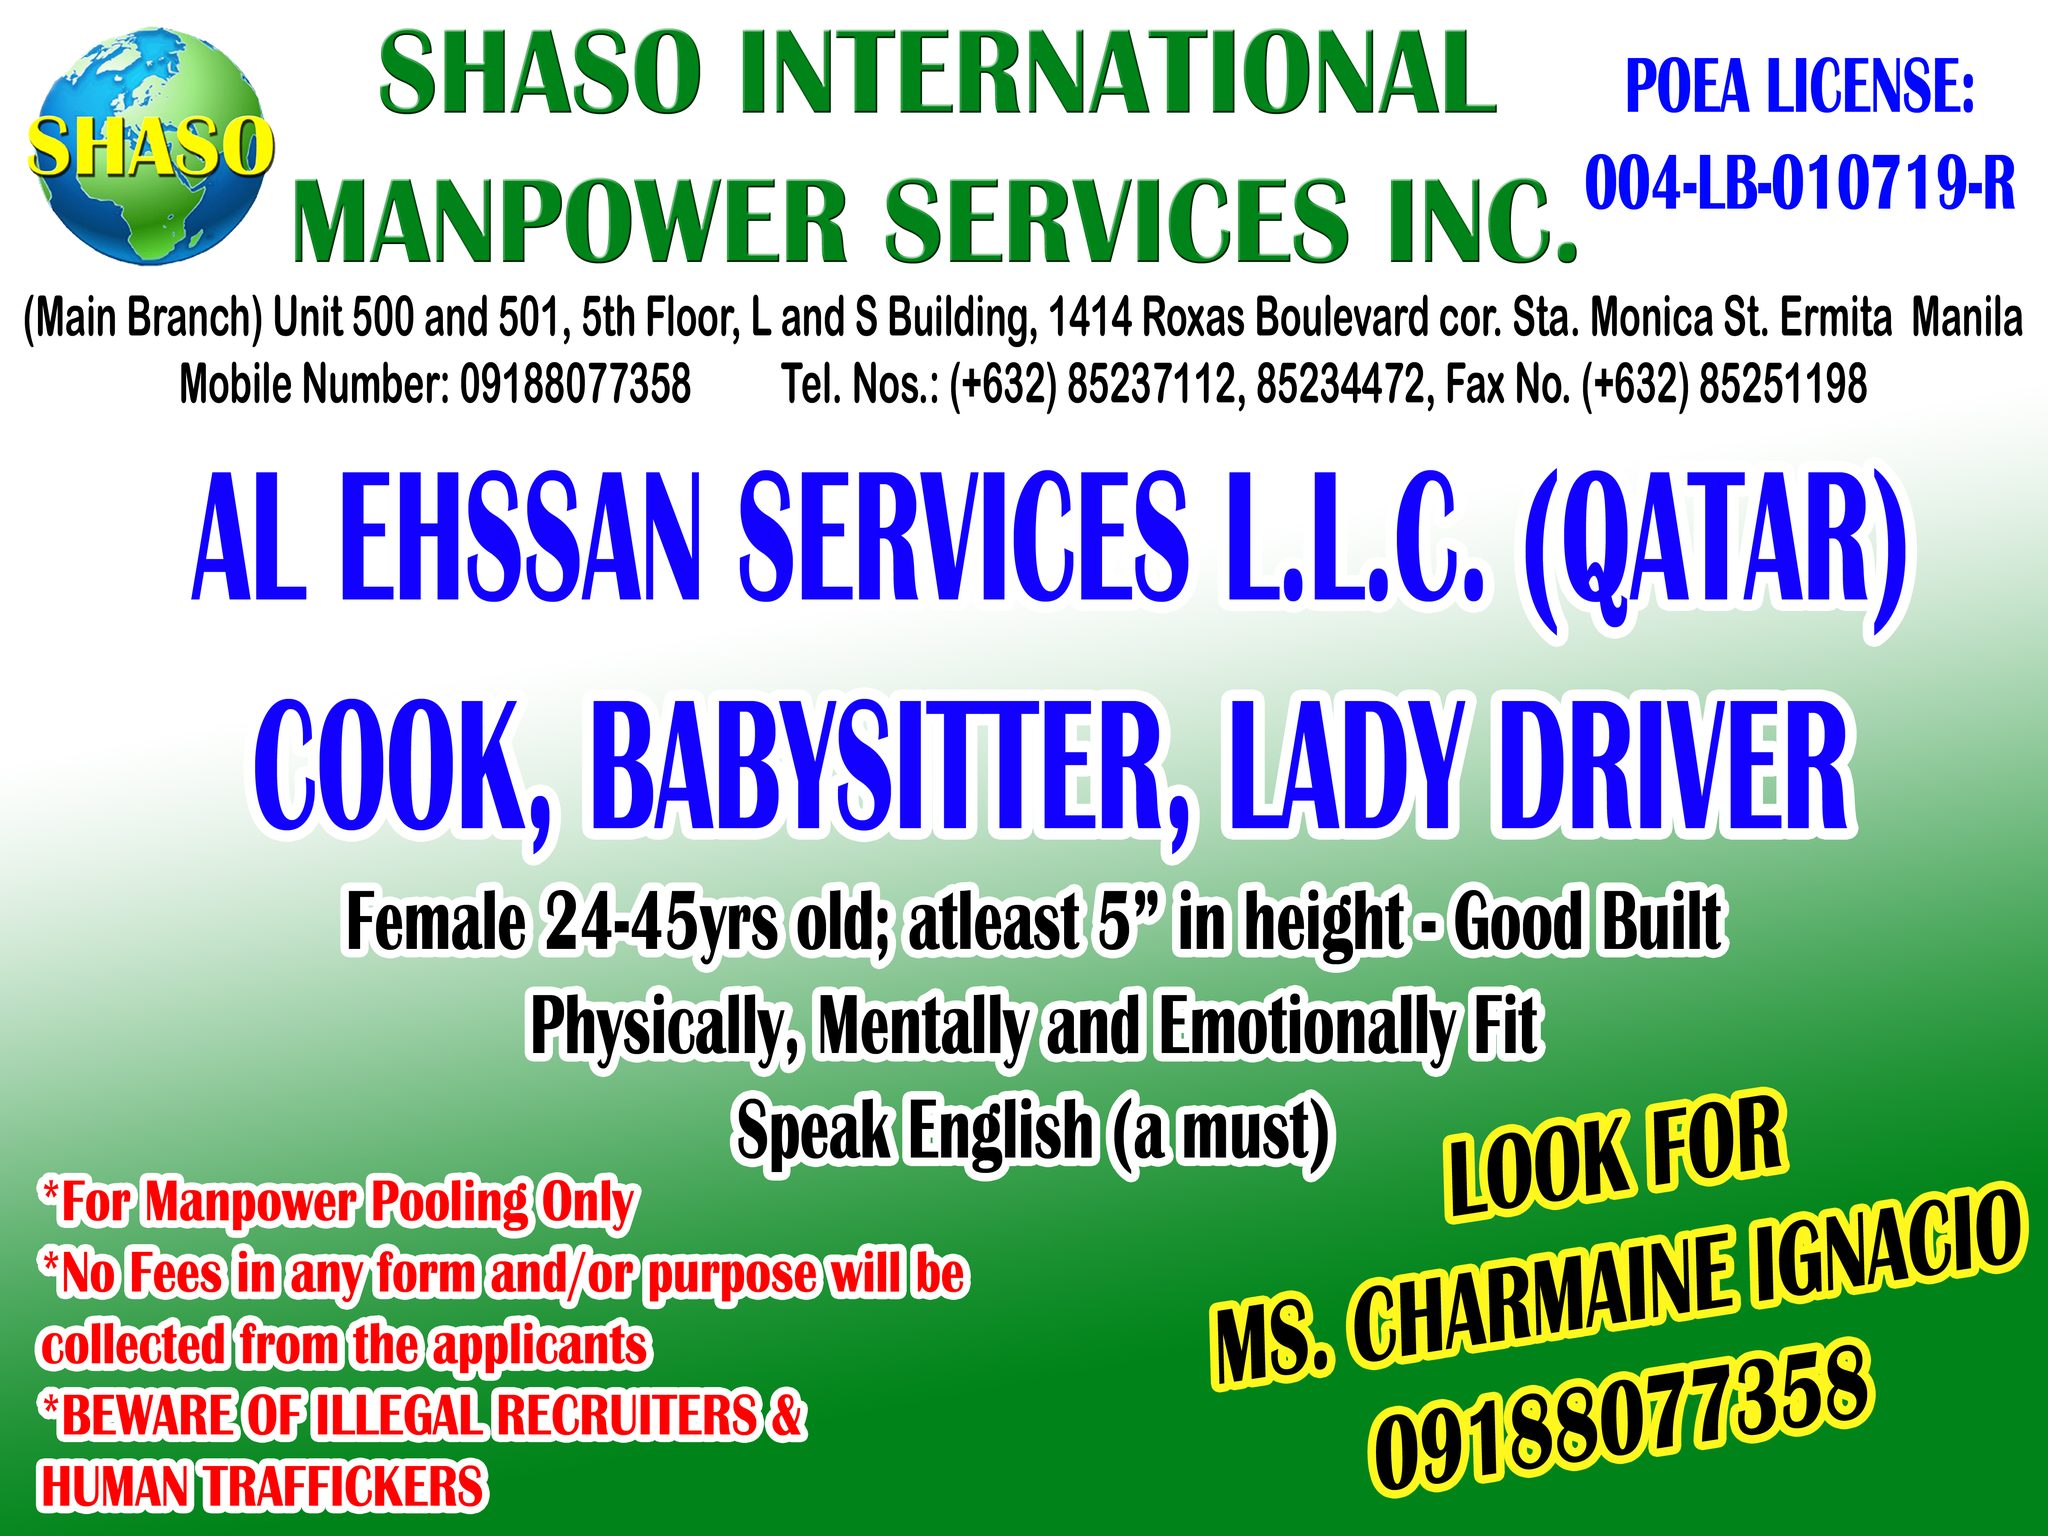 SHASO
SHASO INTERNATIONAL
MANPOWER SERVICES INC.
POEA LICENSE:
004-LB-010719-R
(Main Branch) Unit 500 and 501, 5th Floor, L and S Building, 1414 Roxas Boulevard cor. Sta. Monica St. Ermita Manila
Mobile Number: 09188077358 Tel. Nos.: (+632) 85237112, 85234472, Fax No. (+632) 85251198
AL EHSSAN SERVICES L.L.C. (QATAR)
COOK, BABYSITTER, LADY DRIVER
Female 24-45yrs old; atleast 5” in height - Good Built
Physically, Mentally and Emotionally Fit
Speak English (a must)
*For Manpower Pooling Only
*No Fees in any form and/or purpose will be
collected from the applicants
*BEWARE OF ILLEGAL RECRUITERS &
HUMAN TRAFFICKERS
LOOK FOR
MS. CHARMAINE IGNACIO
09188077358